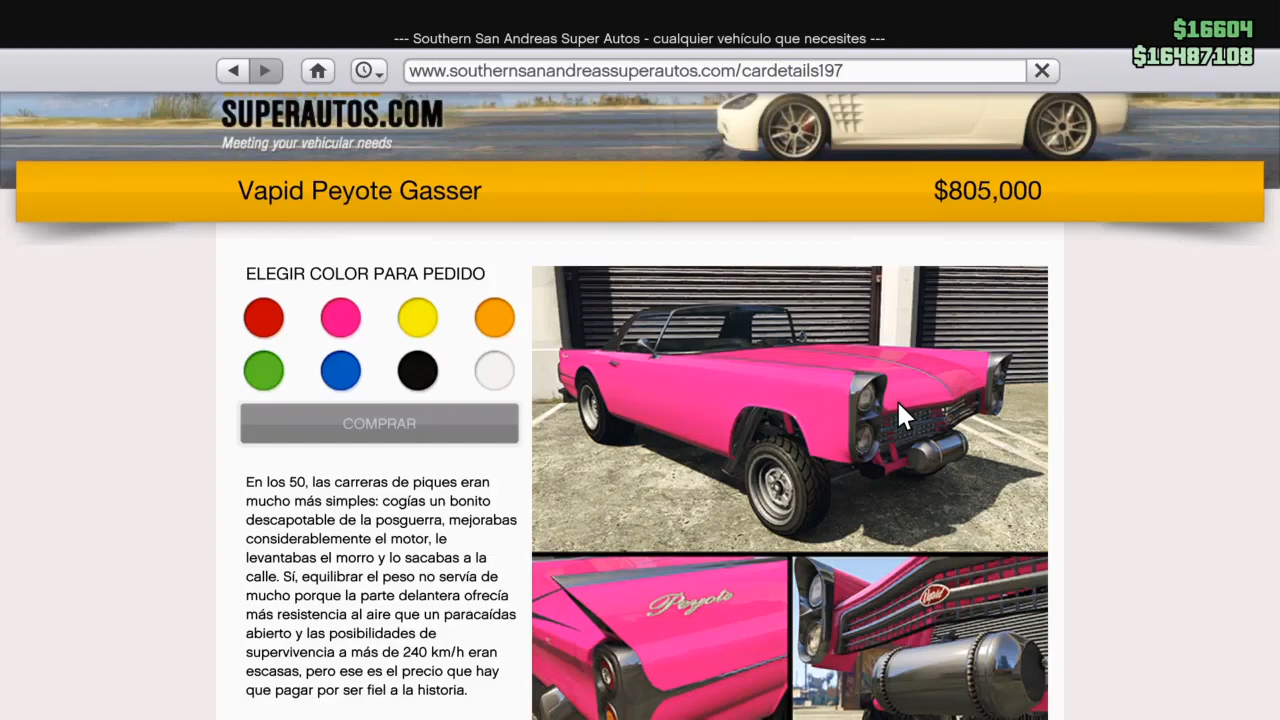 --- Southern San Andreas Super Autos - cualquier vehículo que necesites ---
$16604
$16487108
www.southernsanandreassuperautos.com/cardetails197
SUPERAUTOS.COM
Meeting your vehicular needs
Vapid Peyote Gasser
$805,000
ELEGIR COLOR PARA PEDIDO
COMPRAR
En los 50, las carreras de piques eran
mucho más simples: cogías un bonito
descapotable de la posguerra, mejorabas
considerablemente el motor, le
levantabas el morro y lo sacabas a la
calle. Sí, equilibrar el peso no servía de
mucho porque la parte delantera ofrecía
más resistencia al aire que un paracaídas
abierto y las posibilidades de
supervivencia a más de 240 km/h eran
escasas, pero ese es el precio que hay
que pagar por ser fiel a la historia.
Peyote
Vapid